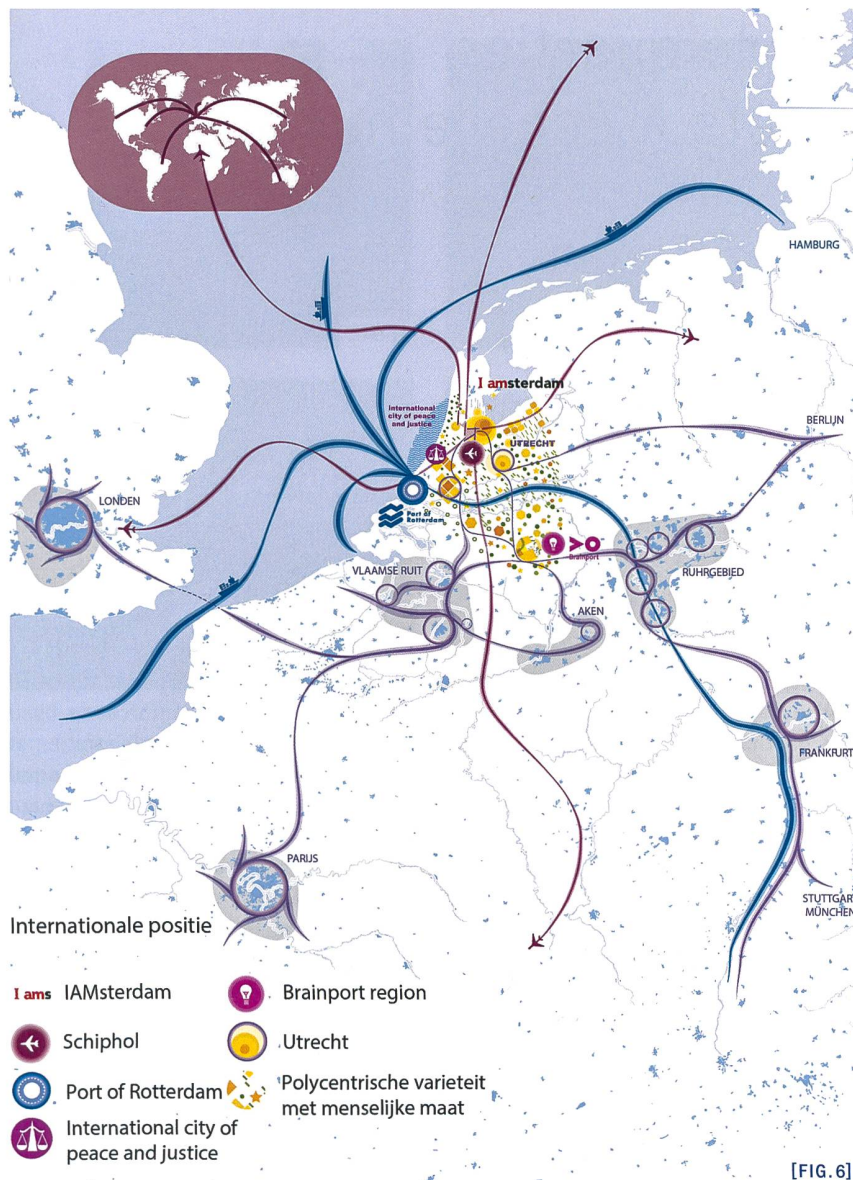 HAMBURG
I amsterdam
International
city of peace
and justice
UTRECHT
BERLIJN
LONDEN
Port of
Rotterdam
Brainport
VLAAMSE RUIT
RUHRGEBIED
AKEN
FRANKFURT
PARIJS
STUTTGAR
MÜNCHEN
Internationale positie
I ams IAMsterdam
Schiphol
Port of Rotterdam
International city of
peace and justice
Brainport region
Utrecht
Polycentrische varieteit
met menselijke maat
[FIG.6]